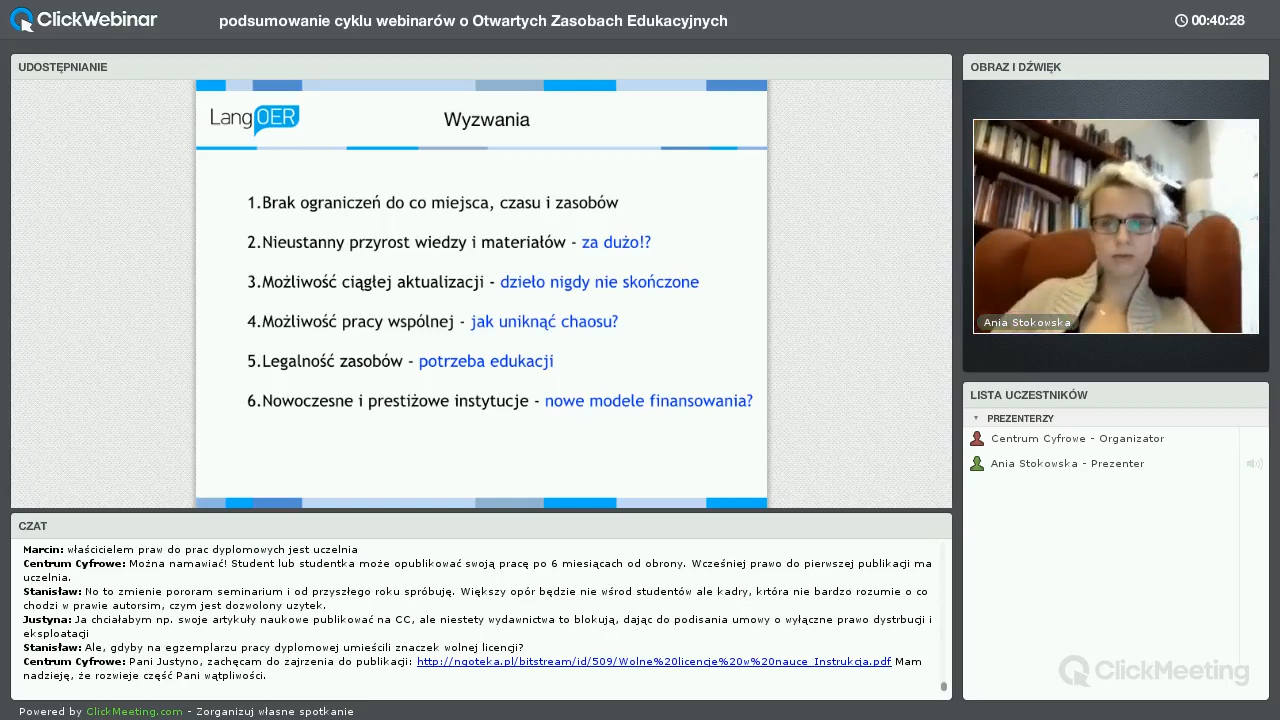 ClickWebinar
podsumowanie cyklu webinarów o Otwartych Zasobach Edukacyjnych
00:40:28
UDOSTĘPNIANIE
LangOER
Wyzwania
1.Brak ograniczeń do co miejsca, czasu i zasobów
2.Nieustanny przyrost wiedzy i materiałów - za dużo!?
3.Możliwość ciągłej aktualizacji - dzieło nigdy nie skończone
4.Możliwość pracy wspólnej - jak uniknąć chaosu?
5.Legalność zasobów - potrzeba edukacji
6.Nowoczesne i prestiżowe instytucje - nowe modele finansowania?
OBRAZ I DŹWIĘK
Ania Stokowska
LISTA UCZESTNIKÓW
PREZENTERZY
Centrum Cyfrowe - Organizator
Ania Stokowska - Prezenter
ClickMeeting
CZAT
Marcin: właścicielem praw do prac dyplomowych jest uczelnia
Centrum Cyfrowe: Można namawiać! Student lub studentka może opublikować swoją pracę po 6 miesiącach od obrony. Wcześniej prawo do pierwszej publikacji ma
uczelnia.
Stanisław: No to zmienie pororam seminarium i od przyszłego roku spróbuję. Większy opór będzie nie wśrod studentów ale kadry, krtóra nie bardzo rozumie o co
chodzi w prawie autorsim, czym jest dozwolony uzytek.
Justyna: Ja chciałabym np. swoje artykuły naukowe publikować na CC, ale niestety wydawnictwa to blokują, dając do podisania umowy o wyłączne prawo dystrbucji i
eksploatacji
Stanisław: Ale, gdyby na egzemplarzu pracy dyplomowej umieścili znaczek wolnej licencji?
Centrum Cyfrowe: Pani Justyno, zachęcam do zajrzenia do publikacji: http://ngoteka.pl/bitstream/id/509/Wolne%20licencje%20w%20nauce_Instrukcja.pdf Mam
nadzieję, że rozwieje część Pani wątpliwości.
Powered by ClickMeeting.com - Zorganizuj własne spotkanie